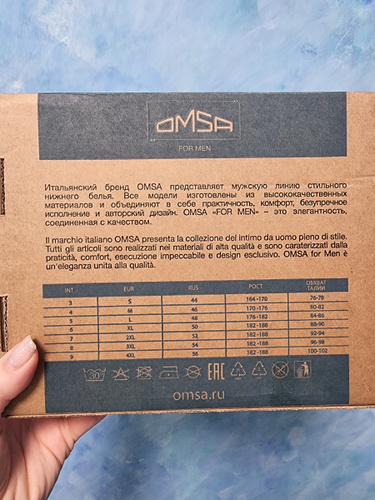 OMSA
FOR MEN
Итальянский бренд OMSA представляет мужскую линию стильного
нижнего белья. Все модели изготовлены из высококачественных
материалов и объединяют в себе практичность, комфорт, безупречное
исполнение и авторский дизайн. OMSA «FOR MEN» – это элегантность,
соединенная с качеством.
Il marchio italiano OMSA presenta la collezione del intimo da uomo pieno di stile.
Tutti gli articoli sono realizzati nei materiali di alta qualità e sono caraterizzati dalla
praticità, comfort, esecuzione impeccabile e design esclusivo. OMSA for Men È
un'eleganza unita alla qualità.
INT EUR RUS РОСТ ОБХВАТ ТАЛИИ
3 S 44 164-170 76-78
4 M 46 170-176 80-82
5 L 48 176-182 84-86
6 XL 50 182-188 88-90
7 2XL 52 182-188 92-94
8 3XL 54 182-188 96-98
9 4XL 56 182-188 100-102
30° EAC
omsa.ru